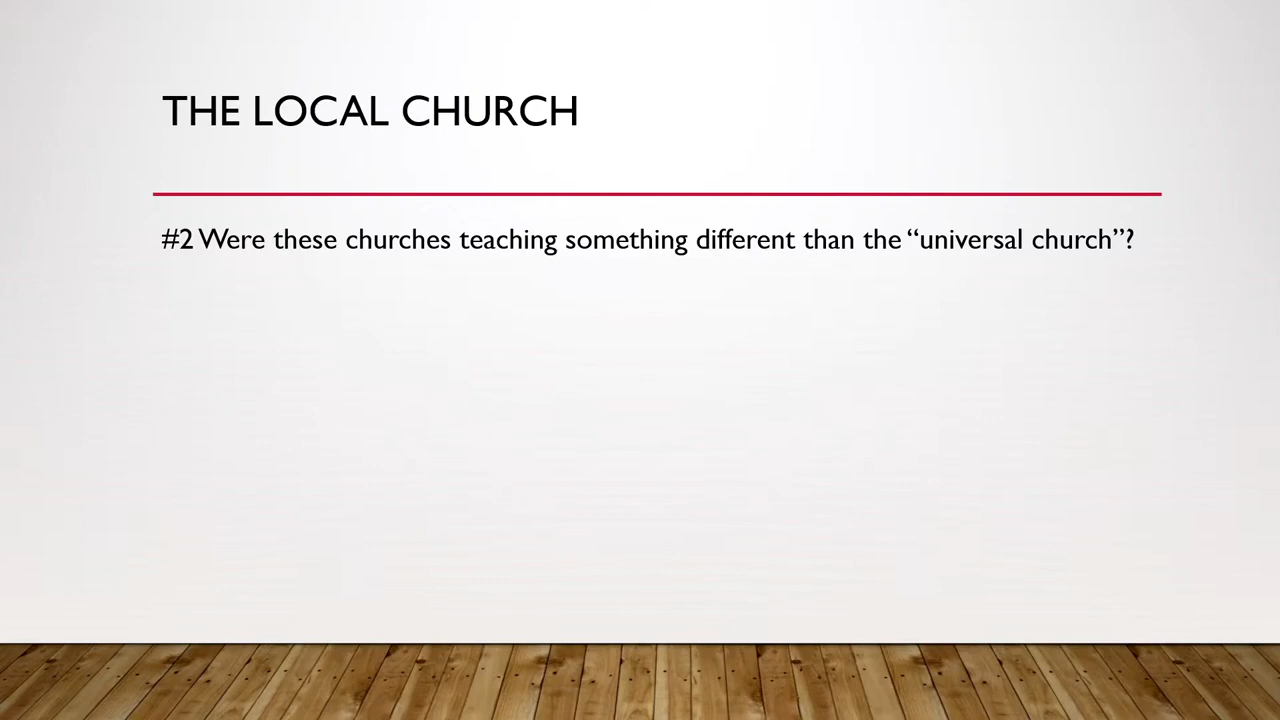 THE LOCAL CHURCH
#2 Were these churches teaching something different than the “universal church”?